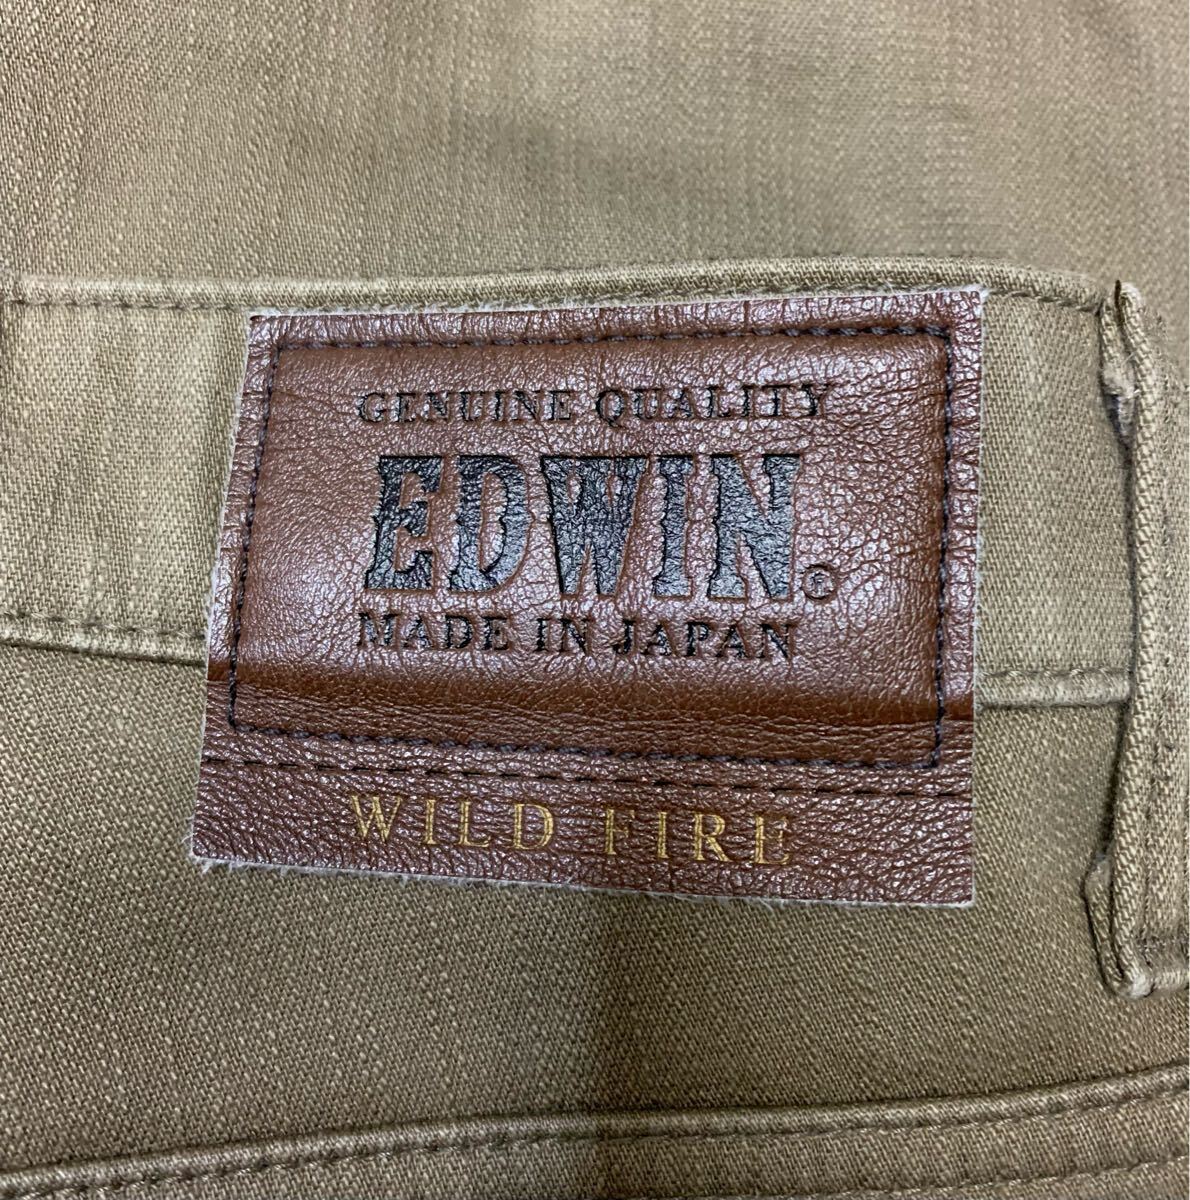 GENUINE QUALITY
EDWIN®
MADE IN JAPAN
WILD FIRE